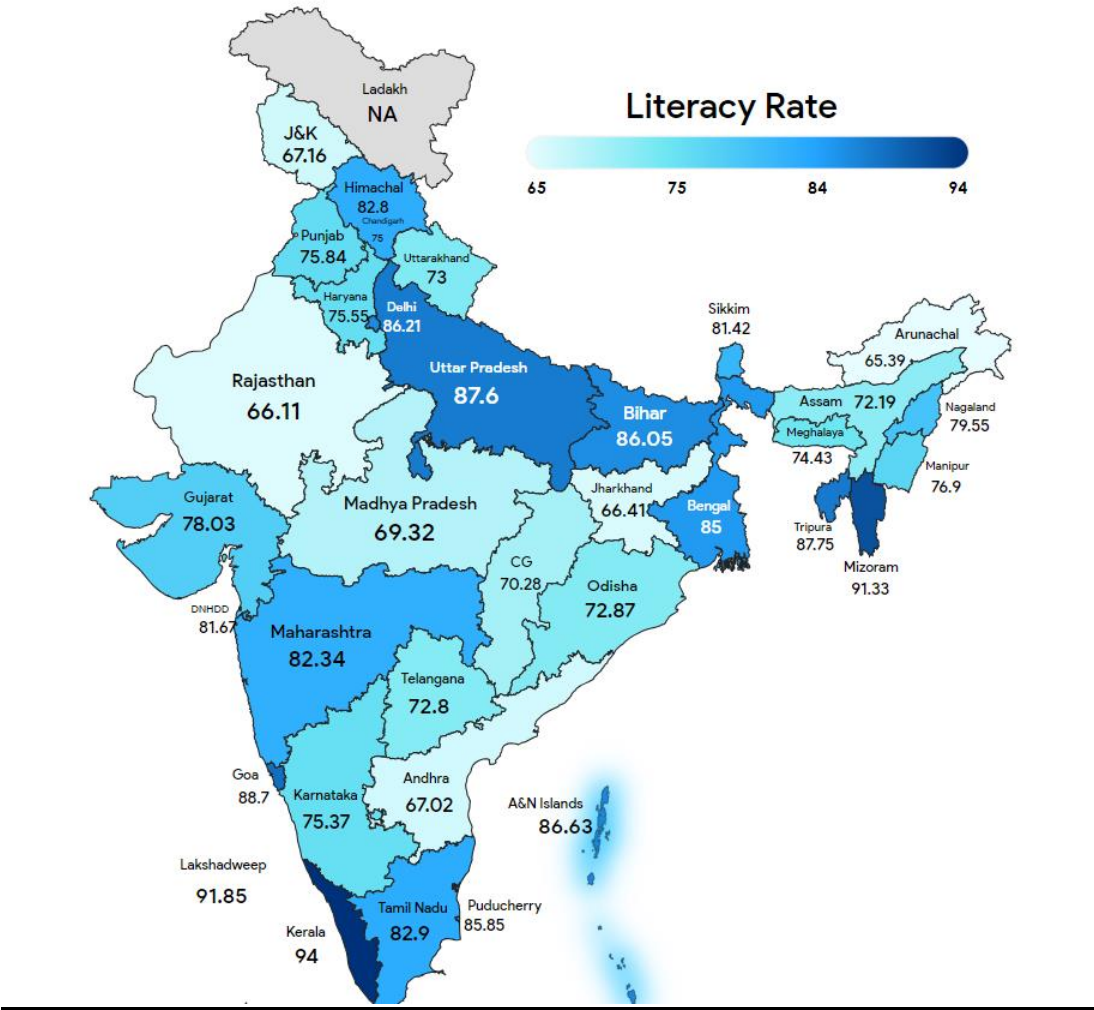 Literacy Rate
65
75
84
94
Ladakh
NA
J&K
67.16
Himachal
82.8
Chandigarh
75
Punjab
75.84
Uttarakhand
73
Haryana
75.55
Delhi
86.21
Sikkim
81.42
Arunachal
65.39
Rajasthan
66.11
Uttar Pradesh
87.6
Bihar
86.05
Assam 72.19
Nagaland
79.55
Meghalaya
74.43
Manipur
76.9
Gujarat
78.03
Madhya Pradesh
69.32
Jharkhand
66.41
Bengal
85
Tripura
87.75
Mizoram
91.33
CG
70.28
Odisha
72.87
DNHDD
81.67
Maharashtra
82.34
Telangana
72.8
Goa
88.7
Karnataka
75.37
Andhra
67.02
A&N Islands
86.63
Lakshadweep
91.85
Kerala
94
Tamil Nadu
82.9
Puducherry
85.85